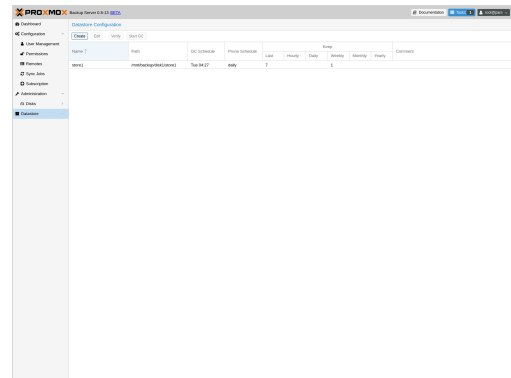 PROXMOX Backup Server 0.8-13 BETA
Documentation
Tasks 1
root@pam
Dashboard
Configuration
User Management
Permissions
Remotes
Sync Jobs
Subscription
Administration
Disks
Datastore
Datastore Configuration
Create Edit Verify Start GC
Name ↑ Path GC Schedule Prune Schedule Keep Comment
Last Hourly Daily Weekly Monthly Yearly
store1 /mnt/backup/disk1/store1 Tue 04:27 daily 7 1